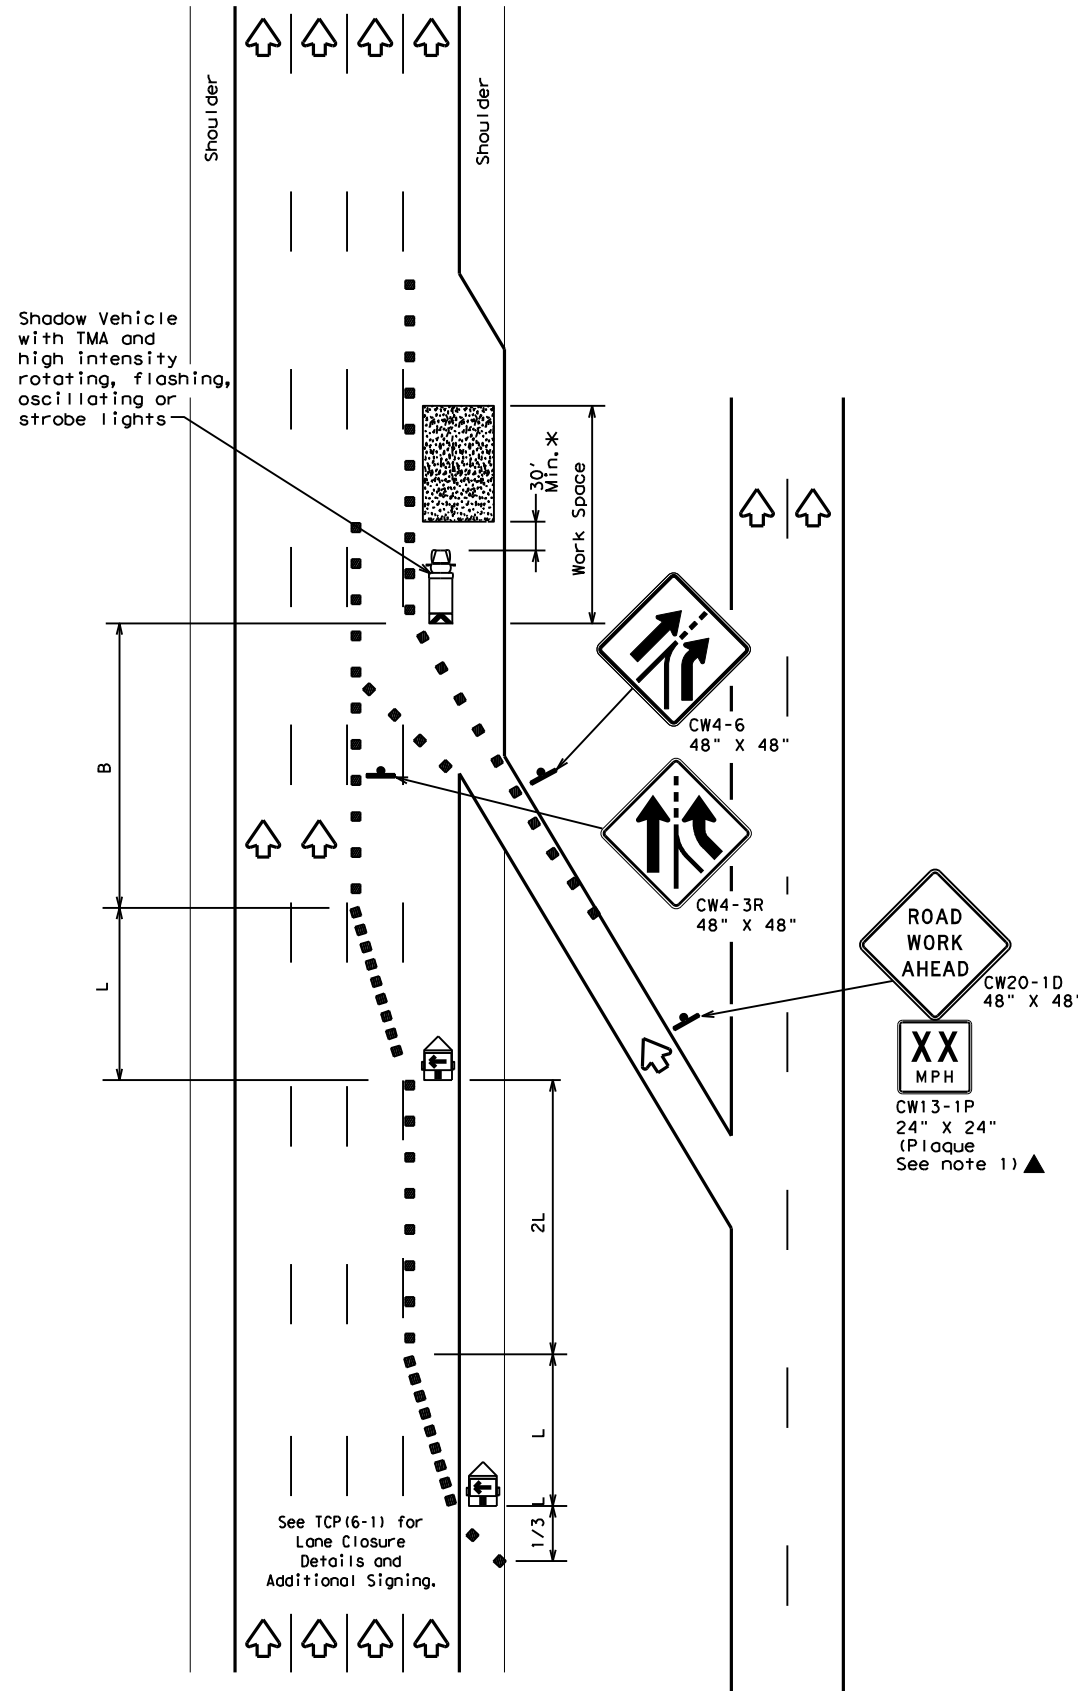 Shoulder
Shoulder
Shadow Vehicle
with TMA and
high intensity
rotating, flashing,
oscillating or
strobe lights
30'
Min.*
Work Space
CW4-6
48" X 48"
B
CW4-3R
48" X 48"
ROAD
WORK
AHEAD
CW20-1D
48" X 48"
L
XX
MPH
CW13-1P
24" X 24"
(Plaque
See note 1)▲
2L
L
1/3 L
See TCP(6-1) for
Lane Closure
Details and
Additional Signing.